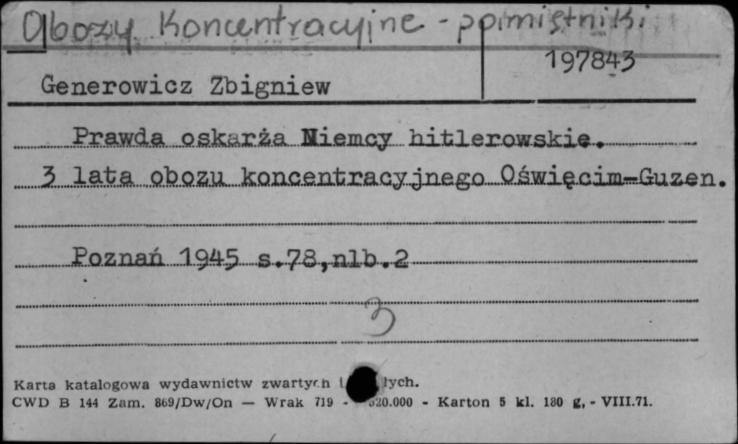 Obozy koncentracyjne - pamiętniki
197843
Generowicz Zbigniew
Prawda oskarża Niemcy hitlerowskie.
3 lata obozu koncentracyjnego Oświęcim-Guzen.
Poznań 1945 s.78,nlb.2
3
Karta katalogowa wydawnictw zwartych
CWD B 144 Zam. 869/Dw/On — Wrak 719 - 320.000 - Karton 5 kl. 180 g, - VIII.71.